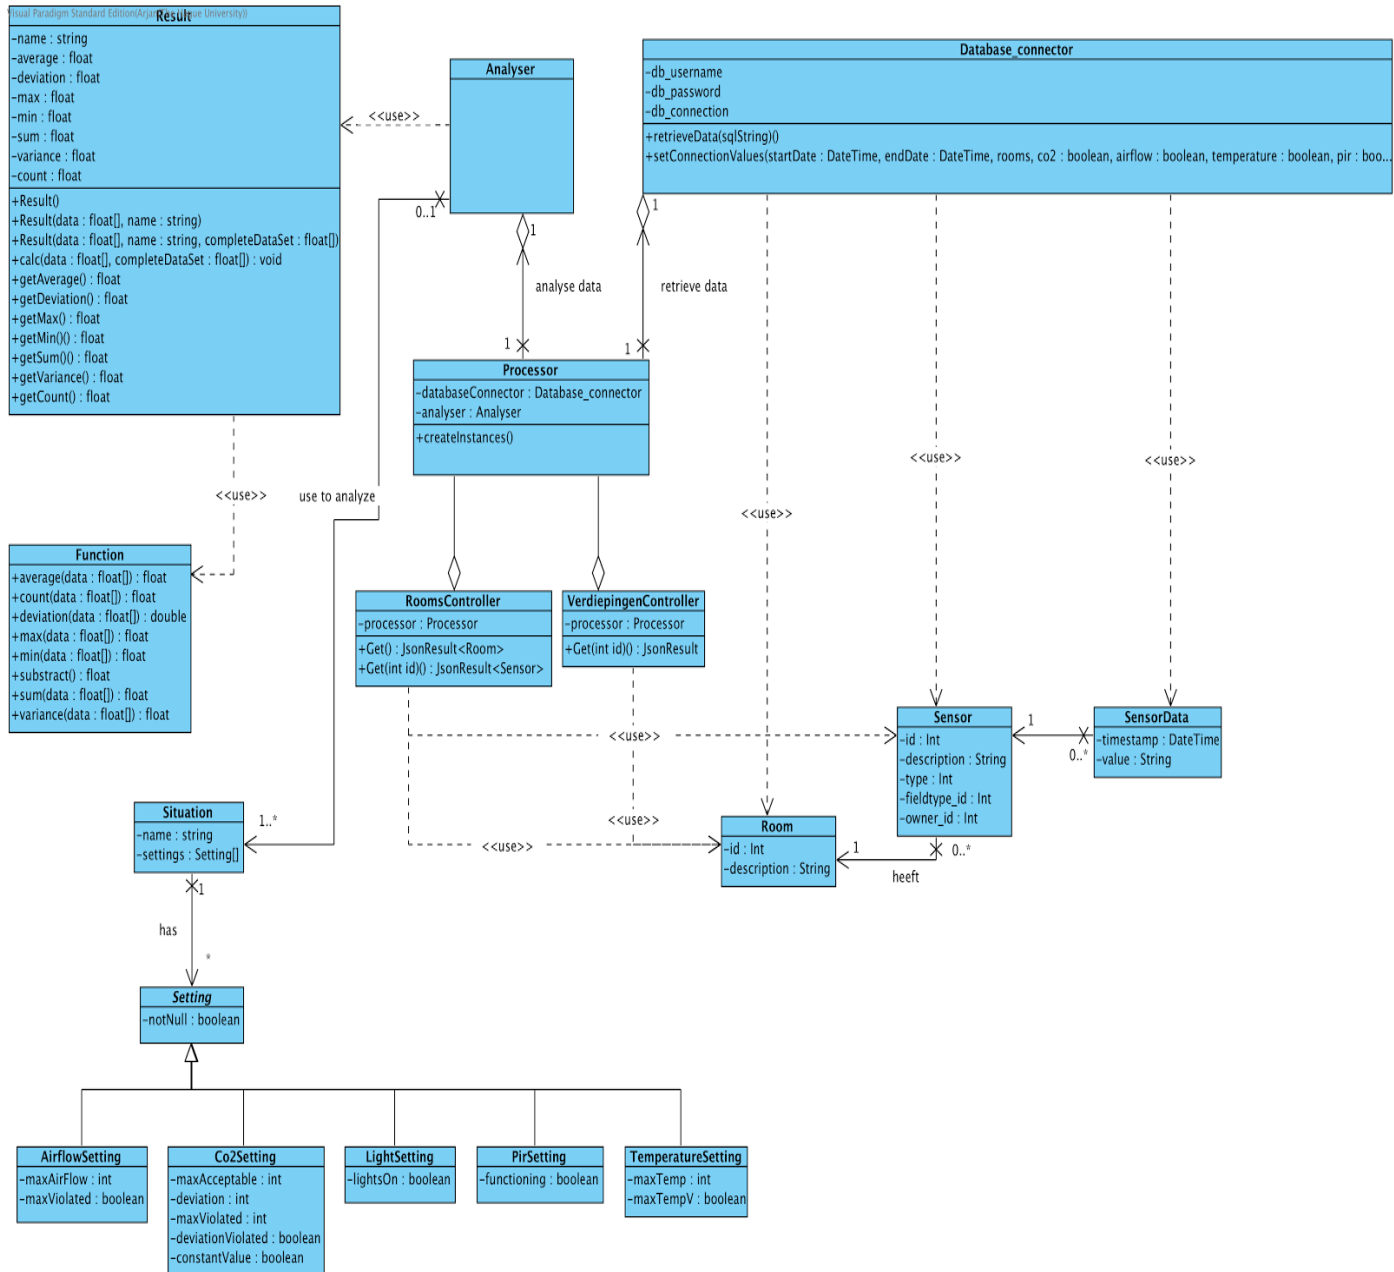 Visual Paradigm Standard Edition(Arjan
ue University))
Result
-name : string
-average : float
-deviation : float
-max : float
-min : float
-sum : float
-variance : float
-count : float
+Result()
+Result(data : float[], name : string)
+Result(data : float[], name : string, completeDataSet : float[])
+calc(data : float[], completeDataSet : float[]) : void
+getAverage() : float
+getDeviation() : float
+getMax() : float
+getMin()() : float
+getSum()() : float
+getVariance() : float
+getCount() : float
<<use>>
Analyser
0..1
1
analyse data
1
Database_connector
-db_username
-db_password
-db_connection
+retrieveData(sqlString)()
+setConnectionValues(startDate : DateTime, endDate : DateTime, rooms, co2 : boolean, airflow : boolean, temperature : boolean, pir : boo...
1
retrieve data
1
Processor
-databaseConnector : Database_connector
-analyser : Analyser
+createInstances()
<<use>>
<<use>>
<<use>>
<<use>>
use to analyze
Function
+average(data : float[]) : float
+count(data : float[]) : float
+deviation(data : float[]) : double
+max(data : float[]) : float
+min(data : float[]) : float
+substract() : float
+sum(data : float[]) : float
+variance(data : float[]) : float
RoomsController
-processor : Processor
+Get() : JsonResult<Room>
+Get(int id)() : JsonResult<Sensor>
VerdiepingenController
-processor : Processor
+Get(int id)() : JsonResult
<<use>>
<<use>>
<<use>>
Sensor
-id : Int
-description : String
-type : Int
-fieldtype_id : Int
-owner_id : Int
1
0..*
SensorData
-timestamp : DateTime
-value : String
Room
-id : Int
-description : String
1
0..*
heeft
Situation
-name : string
-settings : Setting[]
1..*
1
has
*
Setting
-notNull : boolean
AirflowSetting
-maxAirFlow : int
-maxViolated : boolean
Co2Setting
-maxAcceptable : int
-deviation : int
-maxViolated : int
-deviationViolated : boolean
-constantValue : boolean
LightSetting
-lightsOn : boolean
PirSetting
-functioning : boolean
TemperatureSetting
-maxTemp : int
-maxTempV : boolean